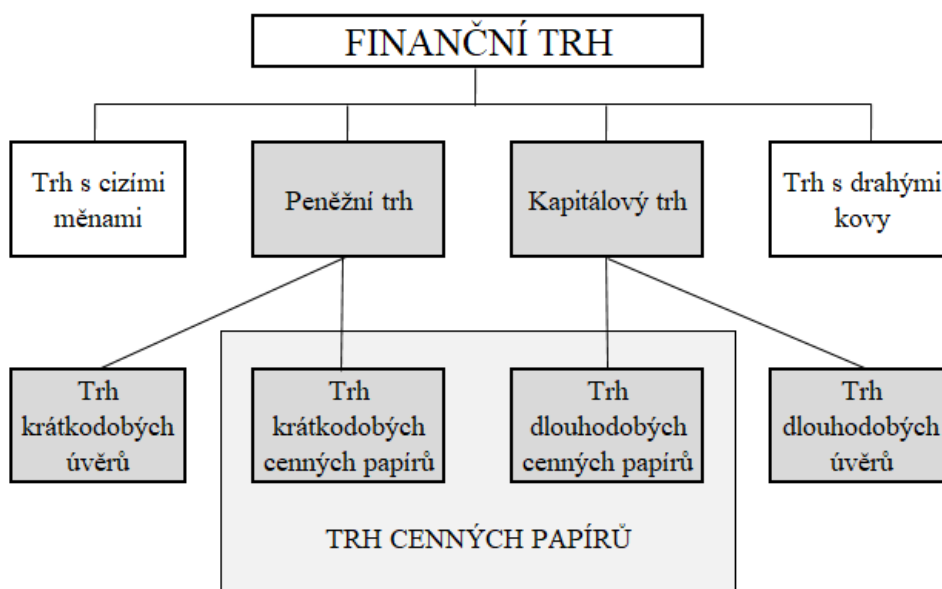 FINANČNÍ TRH
Trh s cizími
měnami
Peněžní trh
Kapitálový trh
Trh s drahými
kovy
Trh
krátkodobých
úvěrů
Trh
krátkodobých
cenných papírů
Trh
dlouhodobých
cenných papírů
Trh
dlouhodobých
úvěrů
TRH CENNÝCH PAPÍRŮ